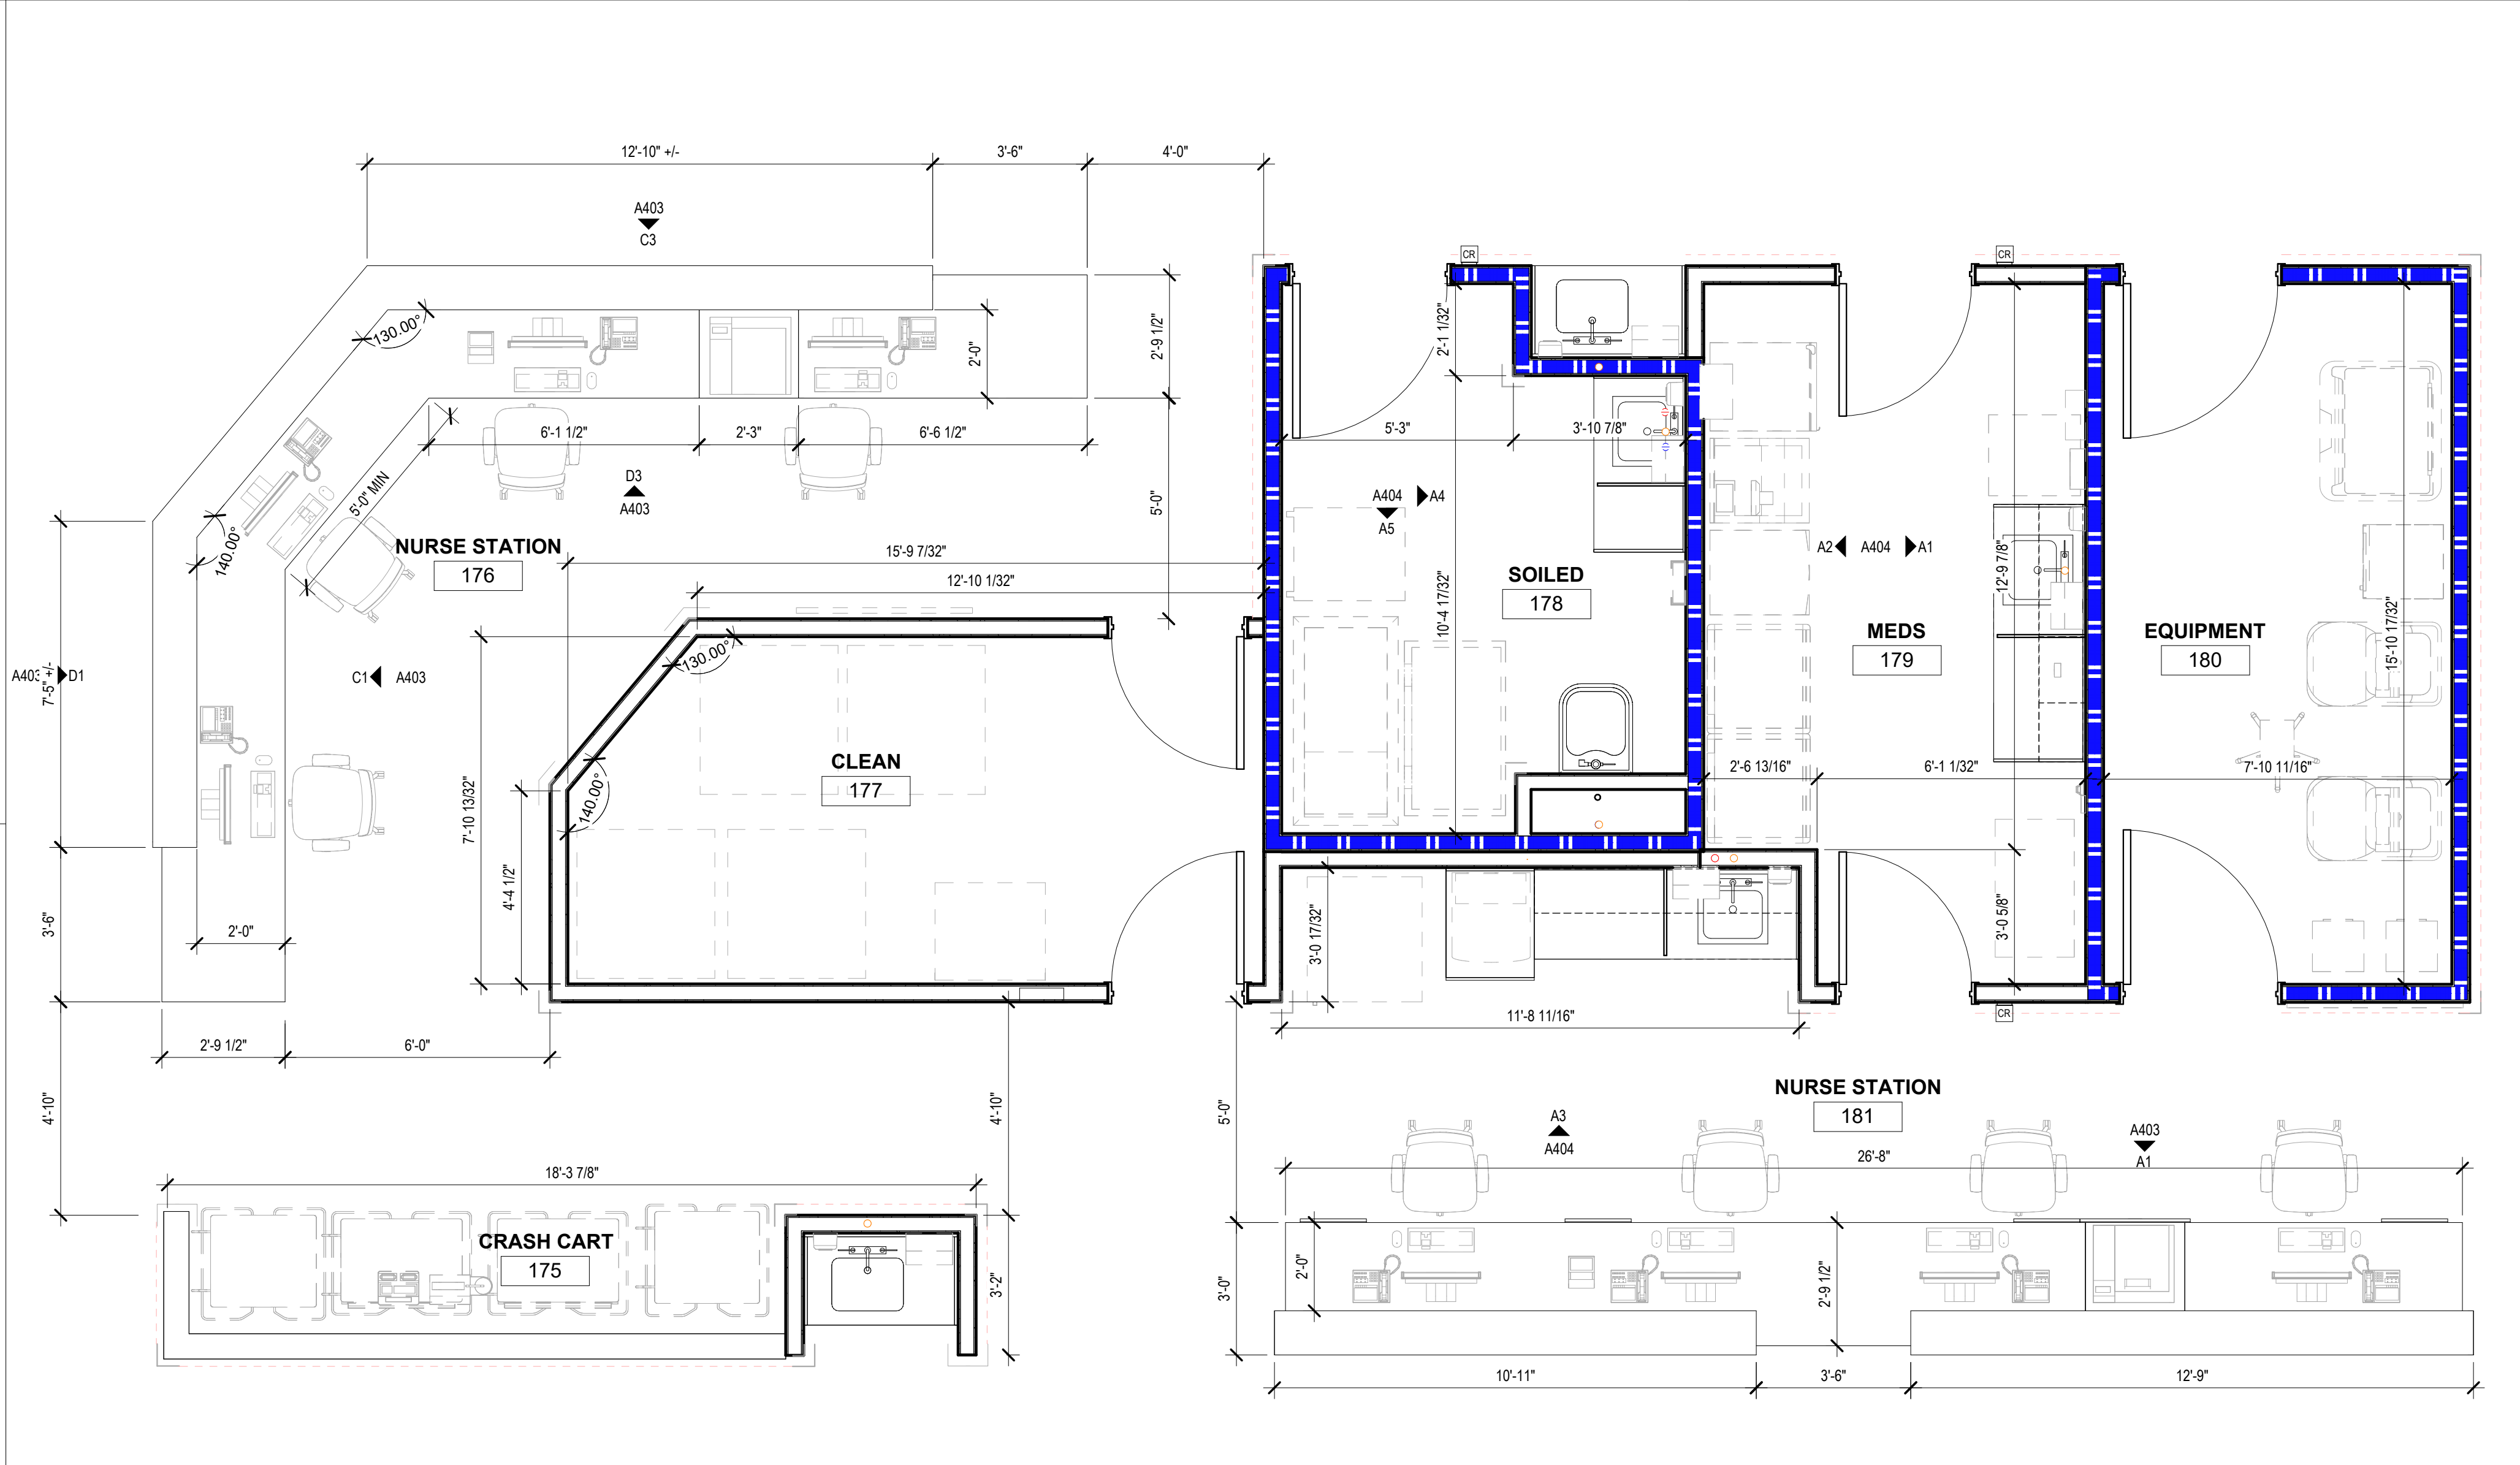 12'-10" +/-
3'-6"
4'-0"
A403
C3
CR
CR
130.00°
2'-0"
2'-9 1/2"
2'-1 1/32"
6'-1 1/2"
2'-3"
6'-6 1/2"
5'-3"
3'-10 7/8"
D3
A403
5'-0" MIN
5'-0"
A404
A4
A5
140.00°
NURSE STATION
176
15'-9 7/32"
12'-10 1/32"
SOILED
178
10'-4 17/32"
A2
A404
A1
12'-9 7/8"
MEDS
179
EQUIPMENT
180
15'-10 17/32"
A403
D1
7'-5" +/-
C1
A403
130.00°
CLEAN
177
140.00°
7'-10 13/32"
4'-4 1/2"
2'-6 13/16"
6'-1 1/32"
7'-10 11/16"
3'-6"
2'-0"
3'-0 17/32"
3'-0 5/8"
11'-8 11/16"
CR
2'-9 1/2"
6'-0"
4'-10"
4'-10"
5'-0"
NURSE STATION
181
A3
A404
A403
A1
26'-8"
18'-3 7/8"
CRASH CART
175
3'-2"
3'-0"
2'-0"
2'-9 1/2"
10'-11"
3'-6"
12'-9"